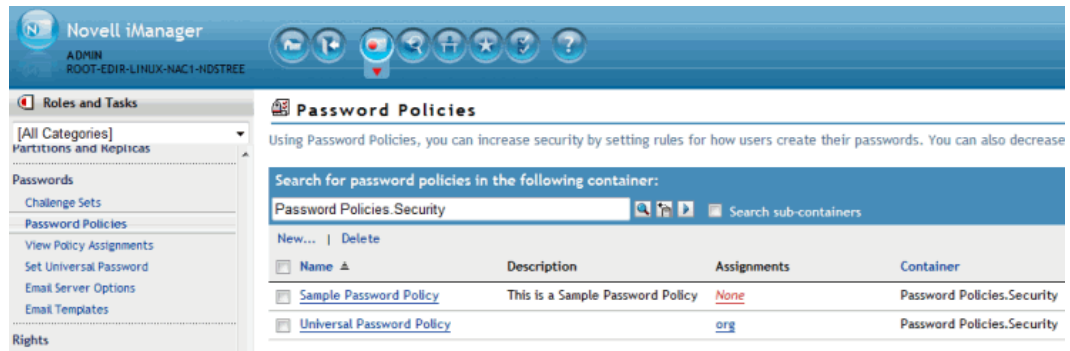 Novell iManager
ADMIN
ROOT-EDIR-LINUX-NAC1-NDSTREE
Roles and Tasks
[All Categories]
Partitions and Replicas
Passwords
Challenge Sets
Password Policies
View Policy Assignments
Set Universal Password
Email Server Options
Email Templates
Rights
Password Policies
Using Password Policies, you can increase security by setting rules for how users create their passwords. You can also decrease
Search for password policies in the following container:
Password Policies.Security Search sub-containers
New... | Delete
Name Description Assignments Container
Sample Password Policy This is a Sample Password Policy None Password Policies.Security
Universal Password Policy org Password Policies.Security